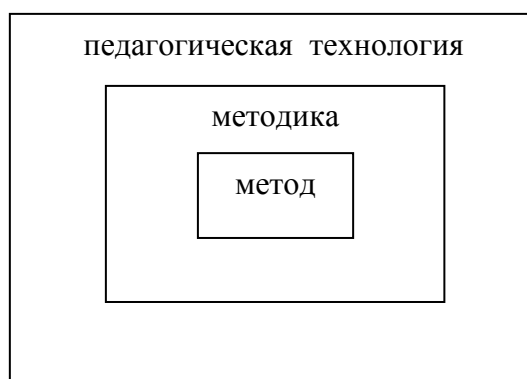 педагогическая технология
методика
метод